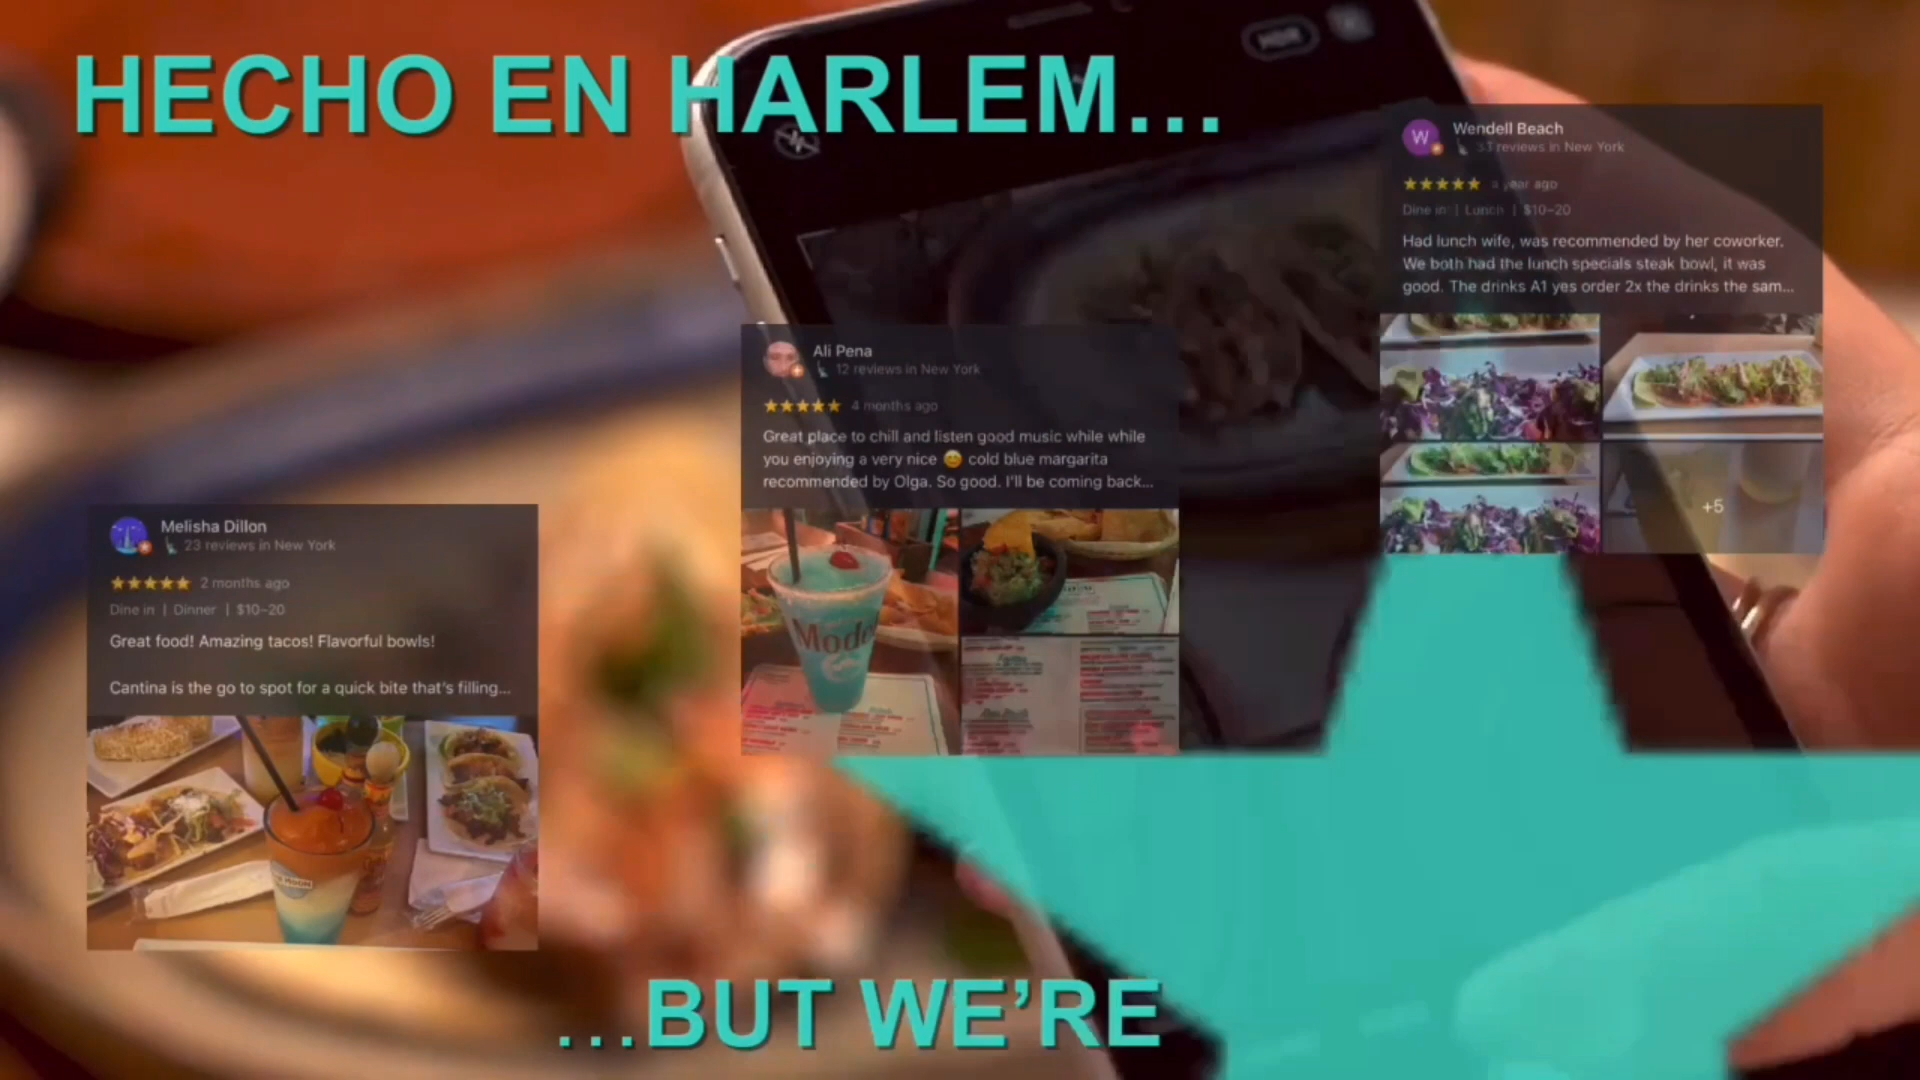 HECHO EN HARLEM...
HDR
W
Wendell Beach
33 reviews in New York
a year ago
Dine in | Lunch | $10–20
Had lunch wife, was recommended by her coworker.
We both had the lunch specials steak bowl, it was
good. The drinks A1 yes order 2x the drinks the sam...
+5
Ali Pena
12 reviews in New York
4 months ago
Great place to chill and listen good music while while
you enjoying a very nice 😊 cold blue margarita
recommended by Olga. So good. I'll be coming back...
Model
Melisha Dillon
23 reviews in New York
2 months ago
Dine in | Dinner | $10–20
Great food! Amazing tacos! Flavorful bowls!
Cantina is the go to spot for a quick bite that's filling...
...BUT WE'RE